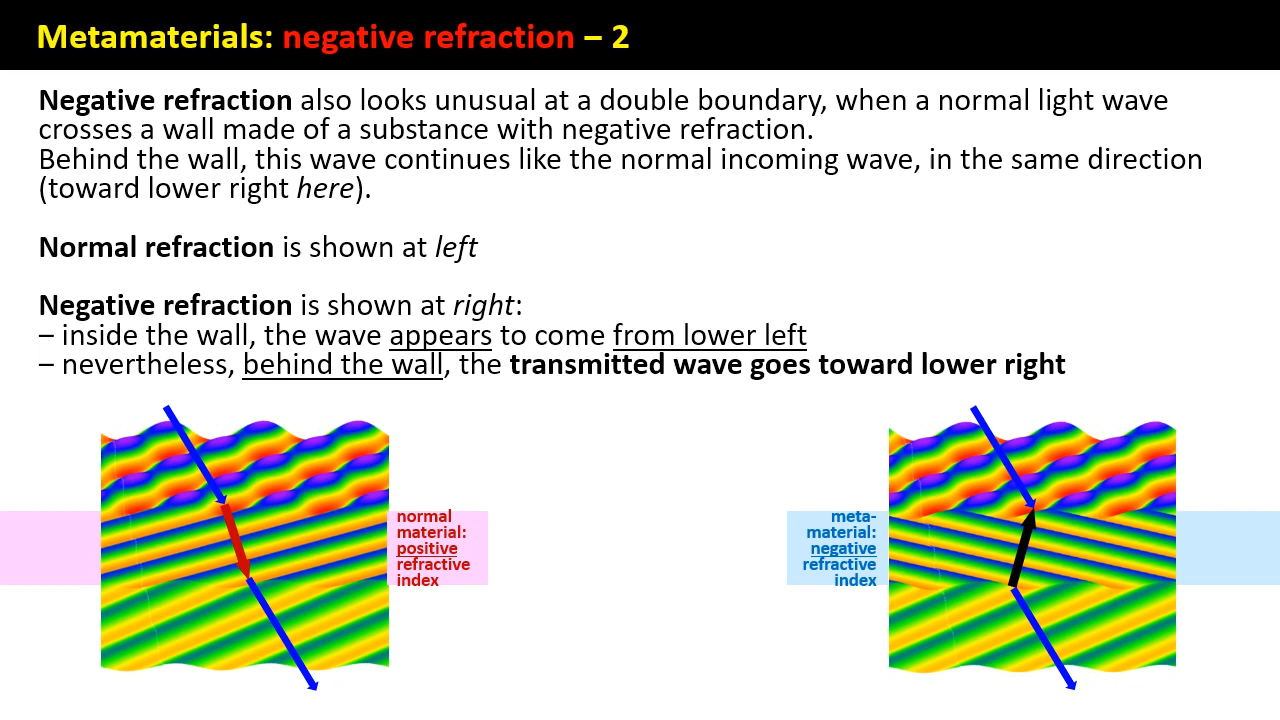 Metamaterials: negative refraction – 2
Negative refraction also looks unusual at a double boundary, when a normal light wave
crosses a wall made of a substance with negative refraction.
Behind the wall, this wave continues like the normal incoming wave, in the same direction
(toward lower right here).
Normal refraction is shown at left
Negative refraction is shown at right:
– inside the wall, the wave appears to come from lower left
– nevertheless, behind the wall, the transmitted wave goes toward lower right
normal
material:
positive
refractive
index
meta-
material:
negative
refractive
index